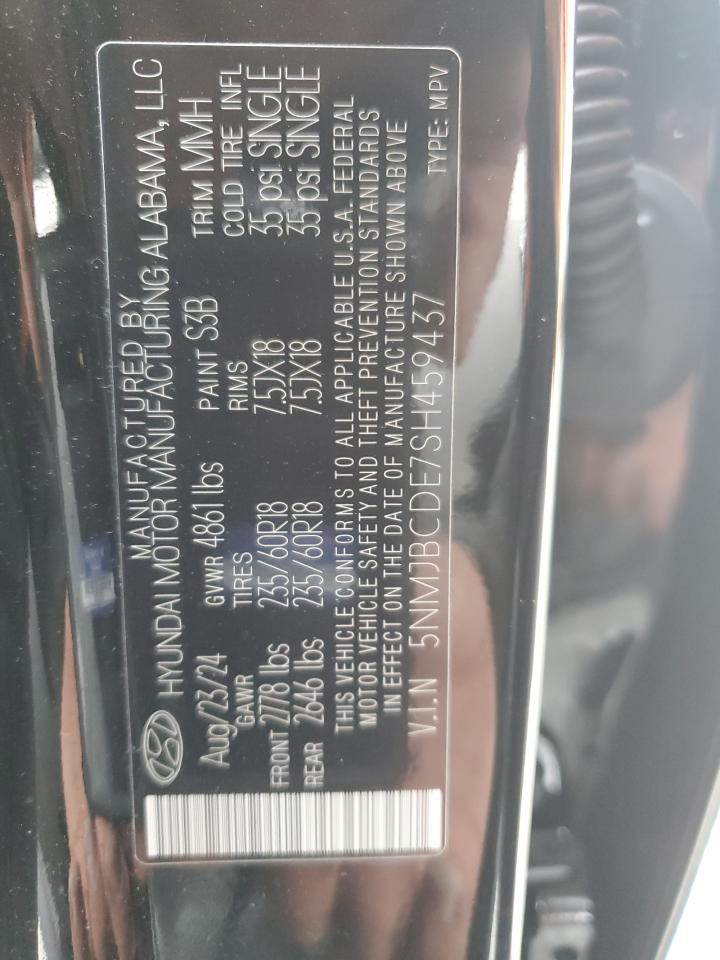 MANUFACTURED BY
HYUNDAI MOTOR MANUFACTURING ALABAMA, LLC
Aug/23/24 GVWR 4861 lbs PAINT S3B TRIM MMH
GAWR TIRES RIMS COLD TIRE INFL
FRONT 2778 lbs 235/60R18 7.5JX18 35 psi SINGLE
REAR 2646 lbs 235/60R18 7.5JX18 35 psi SINGLE
THIS VEHICLE CONFORMS TO ALL APPLICABLE U.S.A. FEDERAL
MOTOR VEHICLE SAFETY AND THEFT PREVENTION STANDARDS
IN EFFECT ON THE DATE OF MANUFACTURE SHOWN ABOVE
V.I.N 5NMJBCDE7SH459437 TYPE: MPV